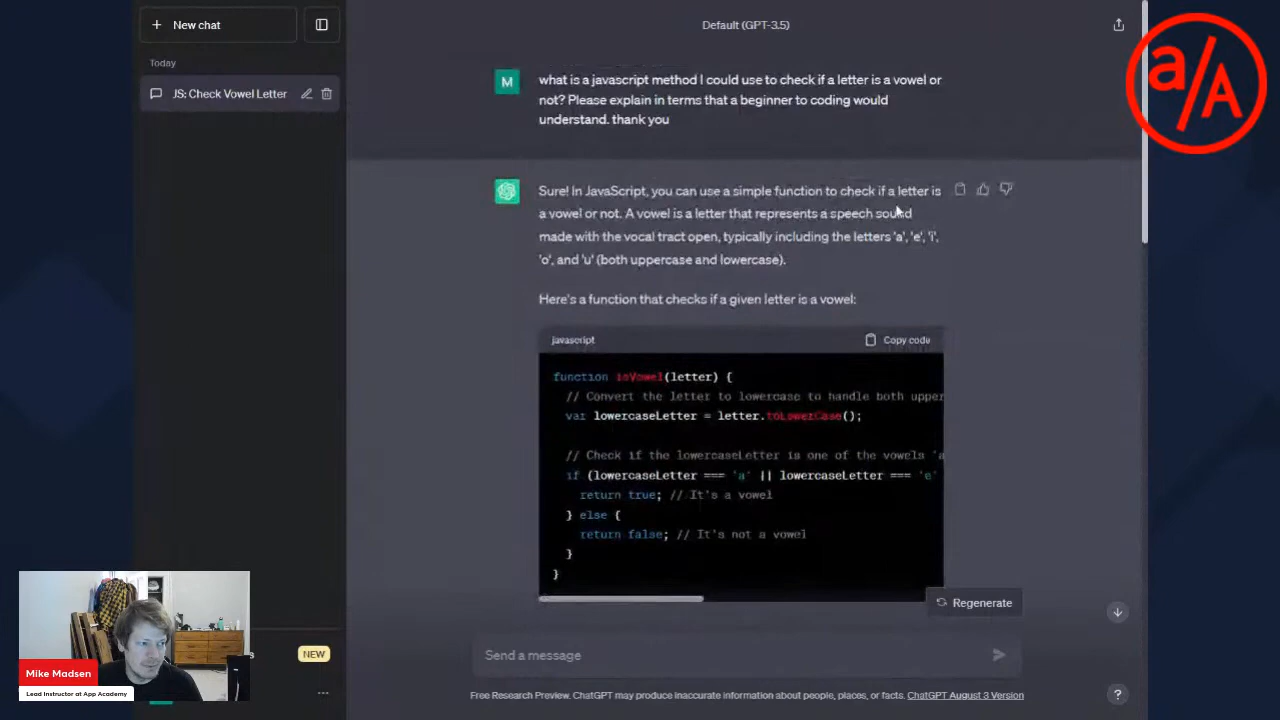 New chat
Default (GPT-3.5)
a/A
Today
JS: Check Vowel Letter
M
what is a javascript method I could use to check if a letter is a vowel or
not? Please explain in terms that a beginner to coding would
understand. thank you
Sure! In JavaScript, you can use a simple function to check if a letter is
a vowel or not. A vowel is a letter that represents a speech sound
made with the vocal tract open, typically including the letters 'a', 'e', 'i',
'o', and 'u' (both uppercase and lowercase).
Here's a function that checks if a given letter is a vowel:
javascript
Copy code
function isVowel(letter) {
// Convert the letter to lowercase to handle both upper
var lowercaseLetter = letter.toLowerCase();
// Check if the lowercaseLetter is one of the vowels 'a
if (lowercaseLetter === 'a' || lowercaseLetter === 'e'
return true; // It's a vowel
} else {
return false; // It's not a vowel
}
}
Regenerate
NEW
Send a message
Mike Madsen
Lead Instructor at App Academy
Free Research Preview. ChatGPT may produce inaccurate information about people, places, or facts. ChatGPT August 3 Version
?